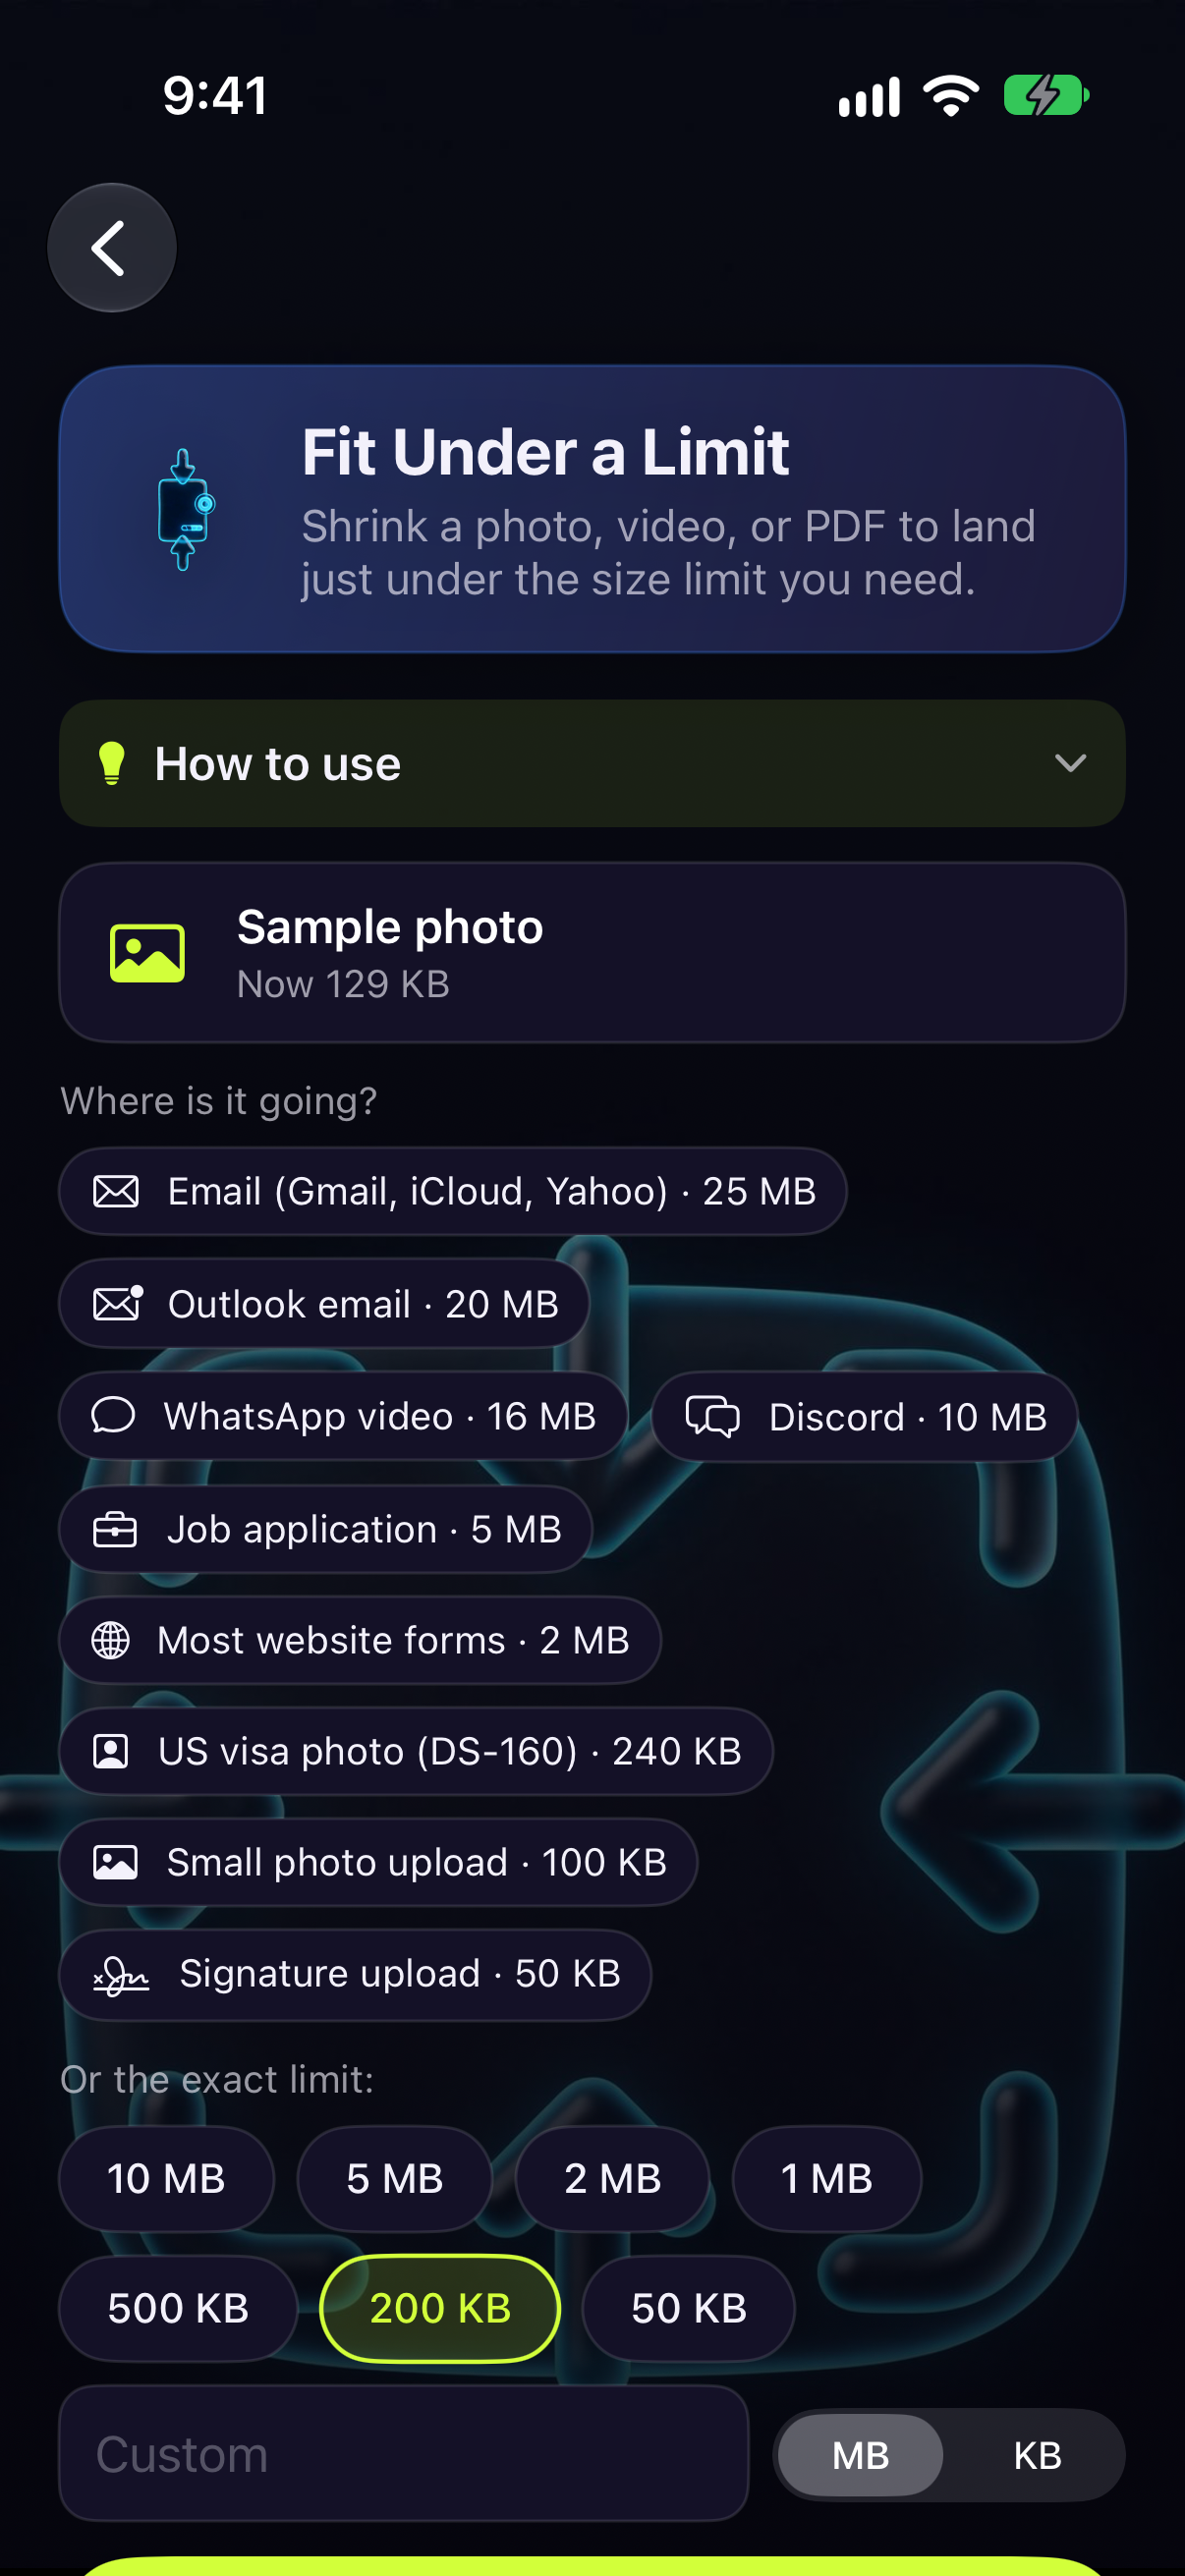 9:41
Fit Under a Limit
Shrink a photo, video, or PDF to land
just under the size limit you need.
How to use
Sample photo
Now 129 KB
Where is it going?
Email (Gmail, iCloud, Yahoo) · 25 MB
Outlook email · 20 MB
WhatsApp video · 16 MB
Discord · 10 MB
Job application · 5 MB
Most website forms · 2 MB
US visa photo (DS-160) · 240 KB
Small photo upload · 100 KB
Signature upload · 50 KB
Or the exact limit:
10 MB
5 MB
2 MB
1 MB
500 KB
200 KB
50 KB
Custom
MB
KB